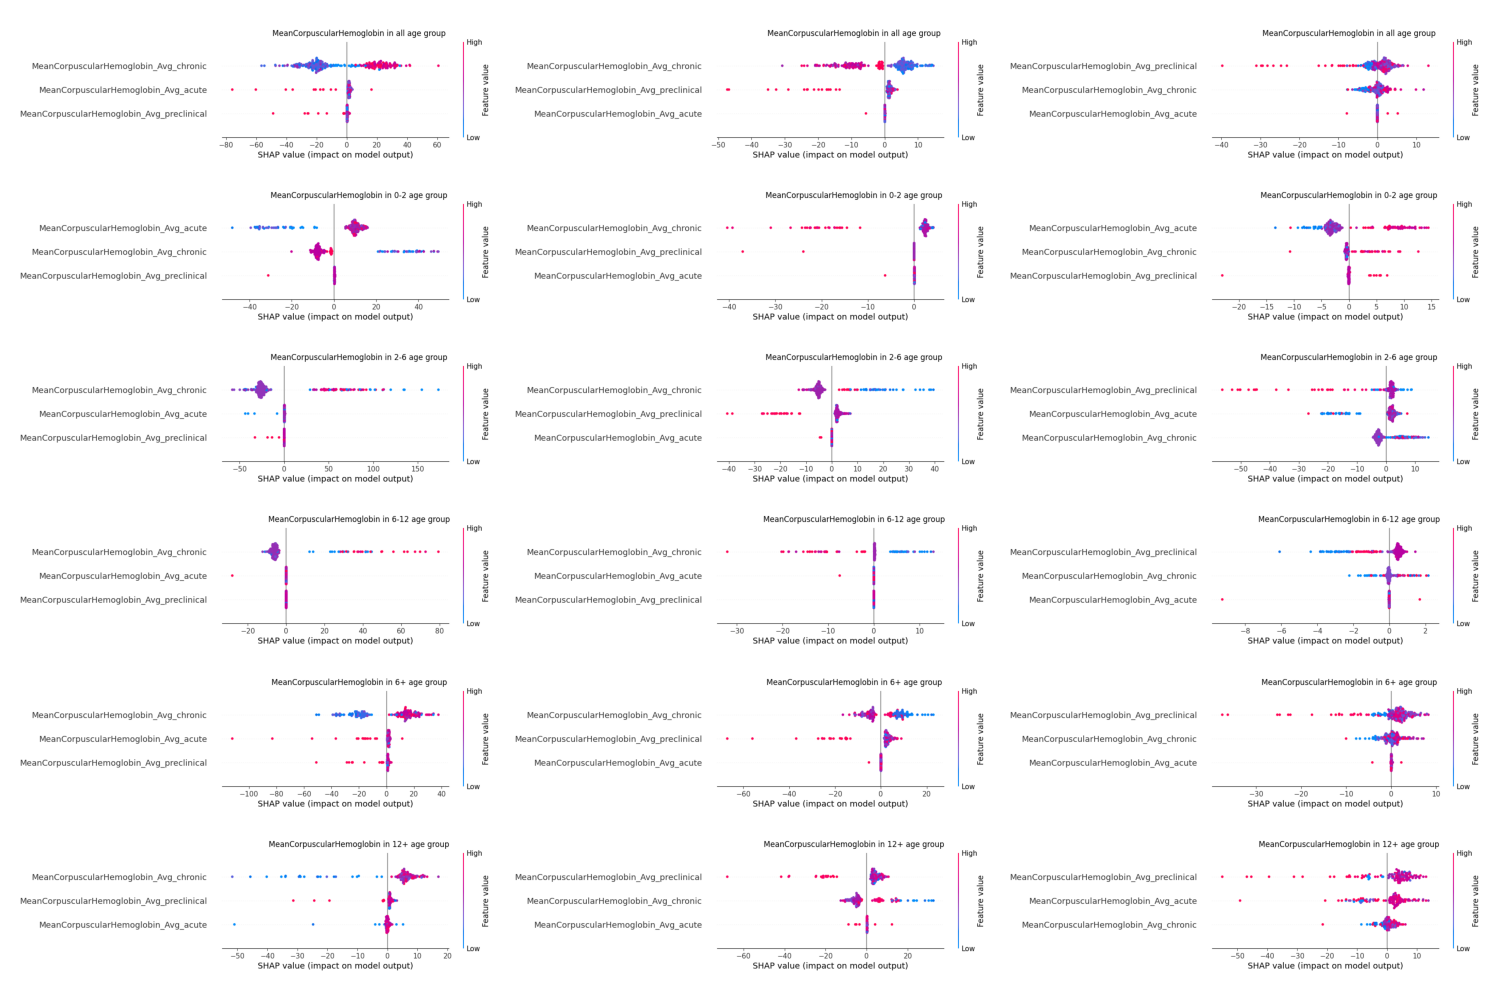 MeanCorpuscularHemoglobin in all age group
High
MeanCorpuscularHemoglobin_Avg_chronic
MeanCorpuscularHemoglobin_Avg_acute
MeanCorpuscularHemoglobin_Avg_preclinical
Feature value
Low
−80 −60 −40 −20 0 20 40 60
SHAP value (impact on model output)
MeanCorpuscularHemoglobin in all age group
High
MeanCorpuscularHemoglobin_Avg_chronic
MeanCorpuscularHemoglobin_Avg_preclinical
MeanCorpuscularHemoglobin_Avg_acute
Feature value
Low
−50 −40 −30 −20 −10 0 10
SHAP value (impact on model output)
MeanCorpuscularHemoglobin in all age group
High
MeanCorpuscularHemoglobin_Avg_preclinical
MeanCorpuscularHemoglobin_Avg_chronic
MeanCorpuscularHemoglobin_Avg_acute
Feature value
Low
−40 −30 −20 −10 0 10
SHAP value (impact on model output)
MeanCorpuscularHemoglobin in 0-2 age group
High
MeanCorpuscularHemoglobin_Avg_acute
MeanCorpuscularHemoglobin_Avg_chronic
MeanCorpuscularHemoglobin_Avg_preclinical
Feature value
Low
−40 −20 0 20 40
SHAP value (impact on model output)
MeanCorpuscularHemoglobin in 0-2 age group
High
MeanCorpuscularHemoglobin_Avg_chronic
MeanCorpuscularHemoglobin_Avg_preclinical
MeanCorpuscularHemoglobin_Avg_acute
Feature value
Low
−40 −30 −20 −10 0
SHAP value (impact on model output)
MeanCorpuscularHemoglobin in 0-2 age group
High
MeanCorpuscularHemoglobin_Avg_acute
MeanCorpuscularHemoglobin_Avg_chronic
MeanCorpuscularHemoglobin_Avg_preclinical
Feature value
Low
−20 −15 −10 −5 0 5 10 15
SHAP value (impact on model output)
MeanCorpuscularHemoglobin in 2-6 age group
High
MeanCorpuscularHemoglobin_Avg_chronic
MeanCorpuscularHemoglobin_Avg_acute
MeanCorpuscularHemoglobin_Avg_preclinical
Feature value
Low
−50 0 50 100 150
SHAP value (impact on model output)
MeanCorpuscularHemoglobin in 2-6 age group
High
MeanCorpuscularHemoglobin_Avg_chronic
MeanCorpuscularHemoglobin_Avg_preclinical
MeanCorpuscularHemoglobin_Avg_acute
Feature value
Low
−40 −30 −20 −10 0 10 20 30 40
SHAP value (impact on model output)
MeanCorpuscularHemoglobin in 2-6 age group
High
MeanCorpuscularHemoglobin_Avg_preclinical
MeanCorpuscularHemoglobin_Avg_acute
MeanCorpuscularHemoglobin_Avg_chronic
Feature value
Low
−50 −40 −30 −20 −10 0 10
SHAP value (impact on model output)
MeanCorpuscularHemoglobin in 6-12 age group
High
MeanCorpuscularHemoglobin_Avg_chronic
MeanCorpuscularHemoglobin_Avg_acute
MeanCorpuscularHemoglobin_Avg_preclinical
Feature value
Low
−20 0 20 40 60 80
SHAP value (impact on model output)
MeanCorpuscularHemoglobin in 6-12 age group
High
MeanCorpuscularHemoglobin_Avg_chronic
MeanCorpuscularHemoglobin_Avg_acute
MeanCorpuscularHemoglobin_Avg_preclinical
Feature value
Low
−30 −20 −10 0 10
SHAP value (impact on model output)
MeanCorpuscularHemoglobin in 6-12 age group
High
MeanCorpuscularHemoglobin_Avg_preclinical
MeanCorpuscularHemoglobin_Avg_chronic
MeanCorpuscularHemoglobin_Avg_acute
Feature value
Low
−8 −6 −4 −2 0 2
SHAP value (impact on model output)
MeanCorpuscularHemoglobin in 6+ age group
High
MeanCorpuscularHemoglobin_Avg_chronic
MeanCorpuscularHemoglobin_Avg_acute
MeanCorpuscularHemoglobin_Avg_preclinical
Feature value
Low
−100 −80 −60 −40 −20 0 20 40
SHAP value (impact on model output)
MeanCorpuscularHemoglobin in 6+ age group
High
MeanCorpuscularHemoglobin_Avg_chronic
MeanCorpuscularHemoglobin_Avg_preclinical
MeanCorpuscularHemoglobin_Avg_acute
Feature value
Low
−60 −40 −20 0 20
SHAP value (impact on model output)
MeanCorpuscularHemoglobin in 6+ age group
High
MeanCorpuscularHemoglobin_Avg_preclinical
MeanCorpuscularHemoglobin_Avg_chronic
MeanCorpuscularHemoglobin_Avg_acute
Feature value
Low
−30 −20 −10 0 10
SHAP value (impact on model output)
MeanCorpuscularHemoglobin in 12+ age group
High
MeanCorpuscularHemoglobin_Avg_chronic
MeanCorpuscularHemoglobin_Avg_preclinical
MeanCorpuscularHemoglobin_Avg_acute
Feature value
Low
−50 −40 −30 −20 −10 0 10 20
SHAP value (impact on model output)
MeanCorpuscularHemoglobin in 12+ age group
High
MeanCorpuscularHemoglobin_Avg_preclinical
MeanCorpuscularHemoglobin_Avg_chronic
MeanCorpuscularHemoglobin_Avg_acute
Feature value
Low
−60 −40 −20 0 20
SHAP value (impact on model output)
MeanCorpuscularHemoglobin in 12+ age group
High
MeanCorpuscularHemoglobin_Avg_preclinical
MeanCorpuscularHemoglobin_Avg_acute
MeanCorpuscularHemoglobin_Avg_chronic
Feature value
Low
−50 −40 −30 −20 −10 0 10
SHAP value (impact on model output)